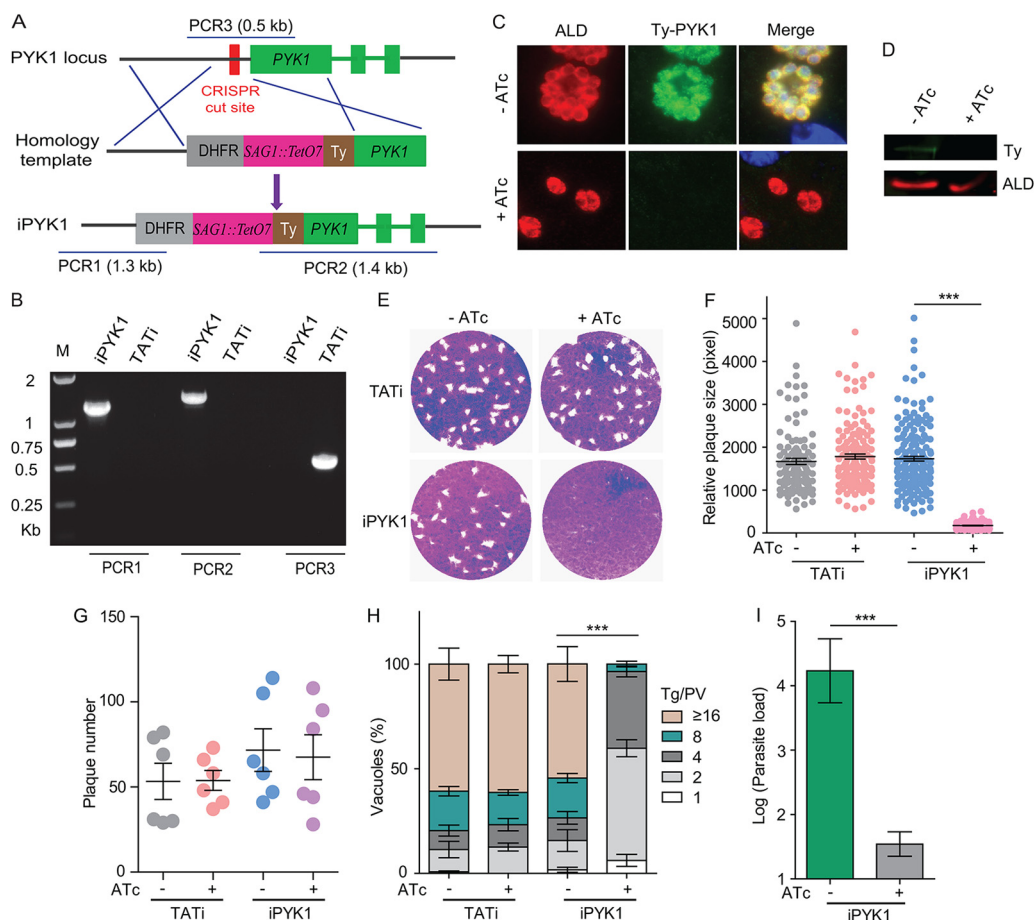 A
PCR3 (0.5 kb)
PYK1 locus
PYK1
CRISPR
cut site
Homology
template
DHFR
SAG1::TetO7
Ty
PYK1
iPYK1
DHFR
SAG1::TetO7
Ty
PYK1
PCR1 (1.3 kb)
PCR2 (1.4 kb)
B
M
iPYK1
TATi
iPYK1
TATi
iPYK1
TATi
2
1
0.75
0.5
0.25
Kb
PCR1
PCR2
PCR3
C
ALD
Ty-PYK1
Merge
- ATc
+ ATc
D
- ATc
+ ATc
Ty
ALD
E
- ATc
+ ATc
TATi
iPYK1
F
Relative plaque size (pixel)
5000
4000
3000
2000
1000
0
***
ATc
-
+
-
+
TATi
iPYK1
G
Plaque number
150
100
50
0
ATc
-
+
-
+
TATi
iPYK1
H
Vacuoles (%)
100
50
0
***
Tg/PV
≥16
8
4
2
1
ATc
-
+
-
+
TATi
iPYK1
I
Log (Parasite load)
5
4
3
2
1
***
ATc
-
+
iPYK1